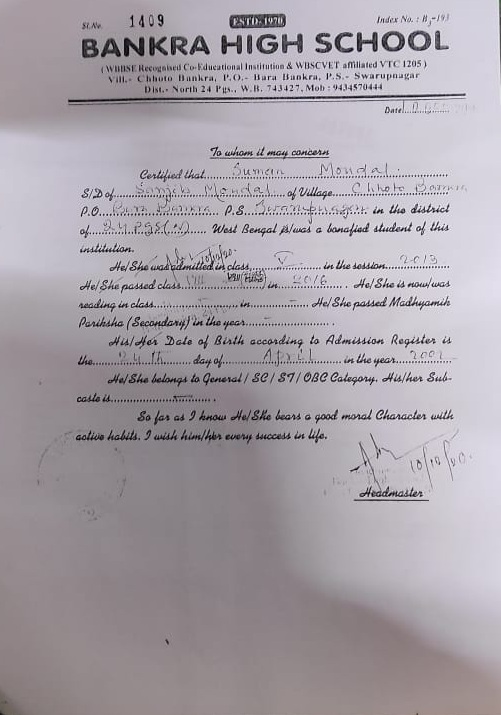 Sl.No. 1409 ESTD-1970 Index No. : B3-193
BANKRA HIGH SCHOOL
(WBBSE Recognised Co-Educational Institution & WBSCVET affiliated VTC 1205)
Vill.- Chhoto Bankra, P.O.- Bara Bankra, P.S.- Swarupnagar
Dist.- North 24 Pgs., W.B. 743427, Mob : 9434570444
Date
To whom it may concern
Certified that Suman Mondal
S/D of Sanjib Mondal of Village Chhoto Bankra
P.O. Bara Bankra P.S. Swarupnagar in the district
of 24 Pgs(N) West Bengal is/was a bonafied student of this
institution. 10/10/20
He/She was admitted in class V in the session 2013
He/She passed class in 2016 He/She is now/was
reading in class - in - He/She passed Madhyamik
Pariksha (Secondary) in the year -
His/Her Date of Birth according to Admission Register is
the 24th day of April in the year 2002
He/She belongs to General / SC / ST / OBC Category. His/her Sub-
caste is -
So far as I know He/She bears a good moral Character with
active habits. I wish him/her every success in life.
10/10/20
Headmaster